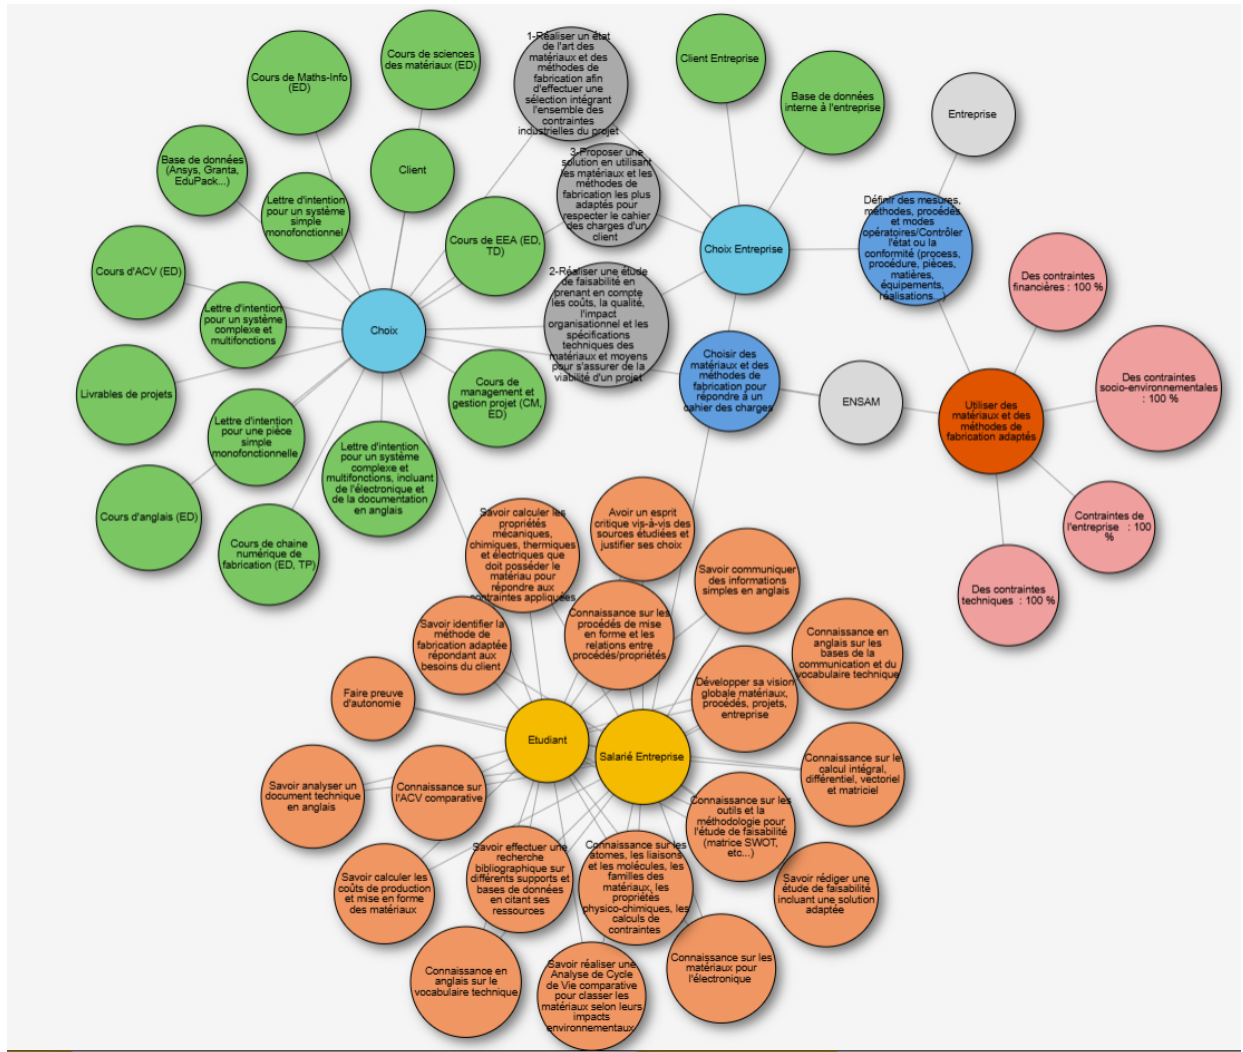 1-Réaliser un état
de l'art des
matériaux et des
méthodes de
fabrication afin
d'effectuer une
sélection intégrant
l'ensemble des
contraintes
industrielles du projet
Cours de sciences
des matériaux (ED)
Client Entreprise
Cours de Maths-Info
(ED)
Base de données
interne à l'entreprise
Entreprise
Base de données
(Ansys, Granta,
EduPack...)
Client
3-Proposer une
solution en utilisant
les matériaux et les
méthodes de
fabrication les plus
adaptés pour
respecter le cahier
des charges d'un
client
Lettre d'intention
pour un système
simple
monofonctionnel
Cours de EEA (ED,
TD)
Choix Entreprise
Définir des mesures,
méthodes, procédés
et modes
opératoires/Contrôler
l'état ou la
conformité (process,
procédure, pièces,
matières,
équipements,
réalisations...)
Cours d'ACV (ED)
Des contraintes
financières : 100 %
2-Réaliser une étude
de faisabilité en
prenant en compte
les coûts, la qualité,
l'impact
organisationnel et les
spécifications
techniques des
matériaux et moyens
pour s'assurer de la
viabilité d'un projet
Lettre d'intention
pour un système
complexe et
multifonctions
Choix
Choisir des
matériaux et des
méthodes de
fabrication pour
répondre à un
cahier des charges
Des contraintes
socio-environnementales
: 100 %
Livrables de projets
Cours de
management et
gestion projet (CM,
ED)
ENSAM
Utiliser des
matériaux et des
méthodes de
fabrication adaptés
Lettre d'intention
pour une pièce
simple
monofonctionnelle
Lettre d'intention
pour un système
complexe et
multifonctions, incluant
de l'électronique et
de la documentation
en anglais
Cours d'anglais (ED)
Contraintes de
l'entreprise : 100
%
Cours de chaine
numérique de
fabrication (ED, TP)
Savoir calculer les
propriétés
mécaniques,
chimiques, thermiques
et électriques que
doit posséder le
matériau pour
répondre aux
contraintes appliquées
Avoir un esprit
critique vis-à-vis des
sources étudiées et
justifier ses choix
Savoir communiquer
des informations
simples en anglais
Des contraintes
techniques : 100 %
Savoir identifier la
méthode de
fabrication adaptée
répondant aux
besoins du client
Connaissance sur les
procédés de mise
en forme et les
relations entre
procédés/propriétés
Connaissance en
anglais sur les
bases de la
communication et du
vocabulaire technique
Faire preuve
d'autonomie
Développer sa vision
globale matériaux,
procédés, projets,
entreprise
Etudiant
Salarié Entreprise
Connaissance sur le
calcul intégral,
différentiel, vectoriel
et matriciel
Savoir analyser un
document technique
en anglais
Connaissance sur
l'ACV comparative
Connaissance sur les
outils et la
méthodologie pour
l'étude de faisabilité
(matrice SWOT,
etc...)
Savoir calculer les
coûts de production
et mise en forme
des matériaux
Savoir effectuer une
recherche
bibliographique sur
différents supports et
bases de données
en citant ses
ressources
Connaissance sur les
atomes, les liaisons
et les molécules, les
familles des
matériaux, les
propriétés
physico-chimiques, les
calculs de
contraintes
Savoir rédiger une
étude de faisabilité
incluant une solution
adaptée
Connaissance en
anglais sur le
vocabulaire technique
Savoir réaliser une
Analyse de Cycle
de Vie comparative
pour classer les
matériaux selon leurs
impacts
environnementaux
Connaissance sur les
matériaux pour
l'électronique